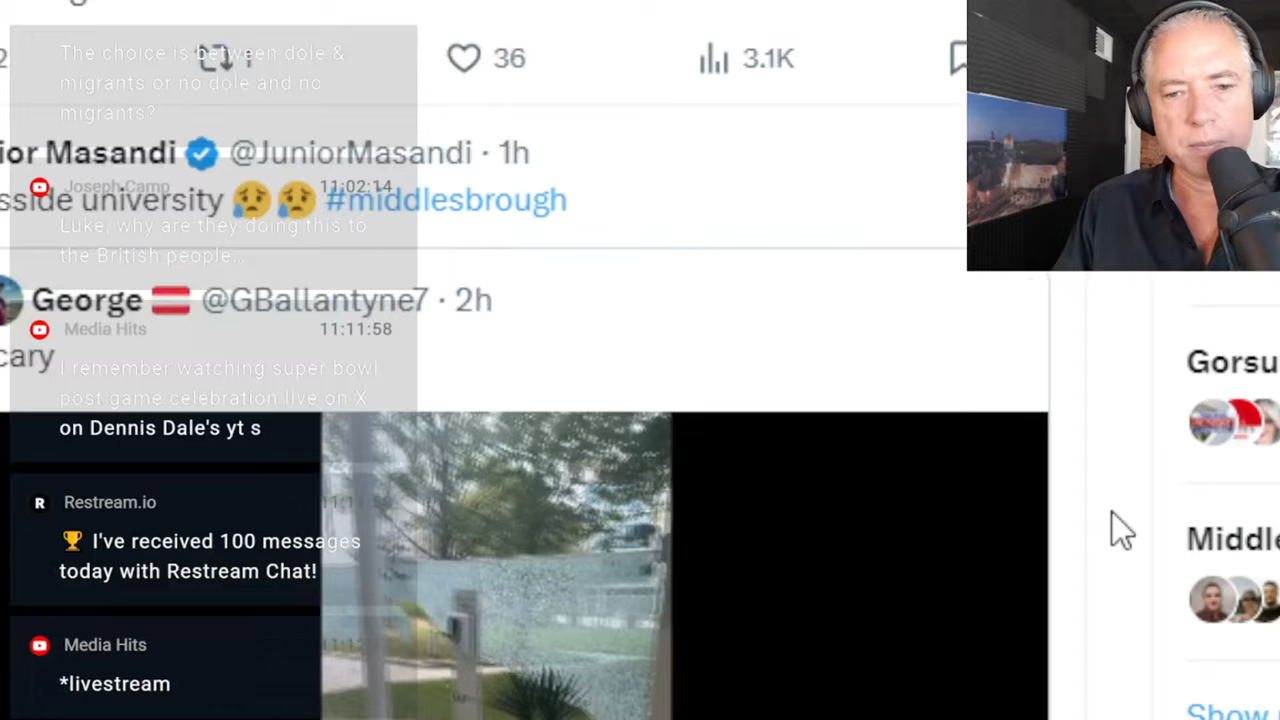 36
3.1K
The choice is between dole &
migrants or no dole and no
migrants?
ior Masandi @JuniorMasandi · 1h
Joseph Camp 11:02:14
sside university 😥😥 #middlesbrough
Luke, why are they doing this to
the British people...
George @GBallantyne7 · 2h
Media Hits 11:11:58
cary
I remember watching super bowl
post game celebration live on X
on Dennis Dale's yt s
Gorsu
Restream.io
🏆 I've received 100 messages
today with Restream Chat!
Middle
Media Hits
*livestream
Show